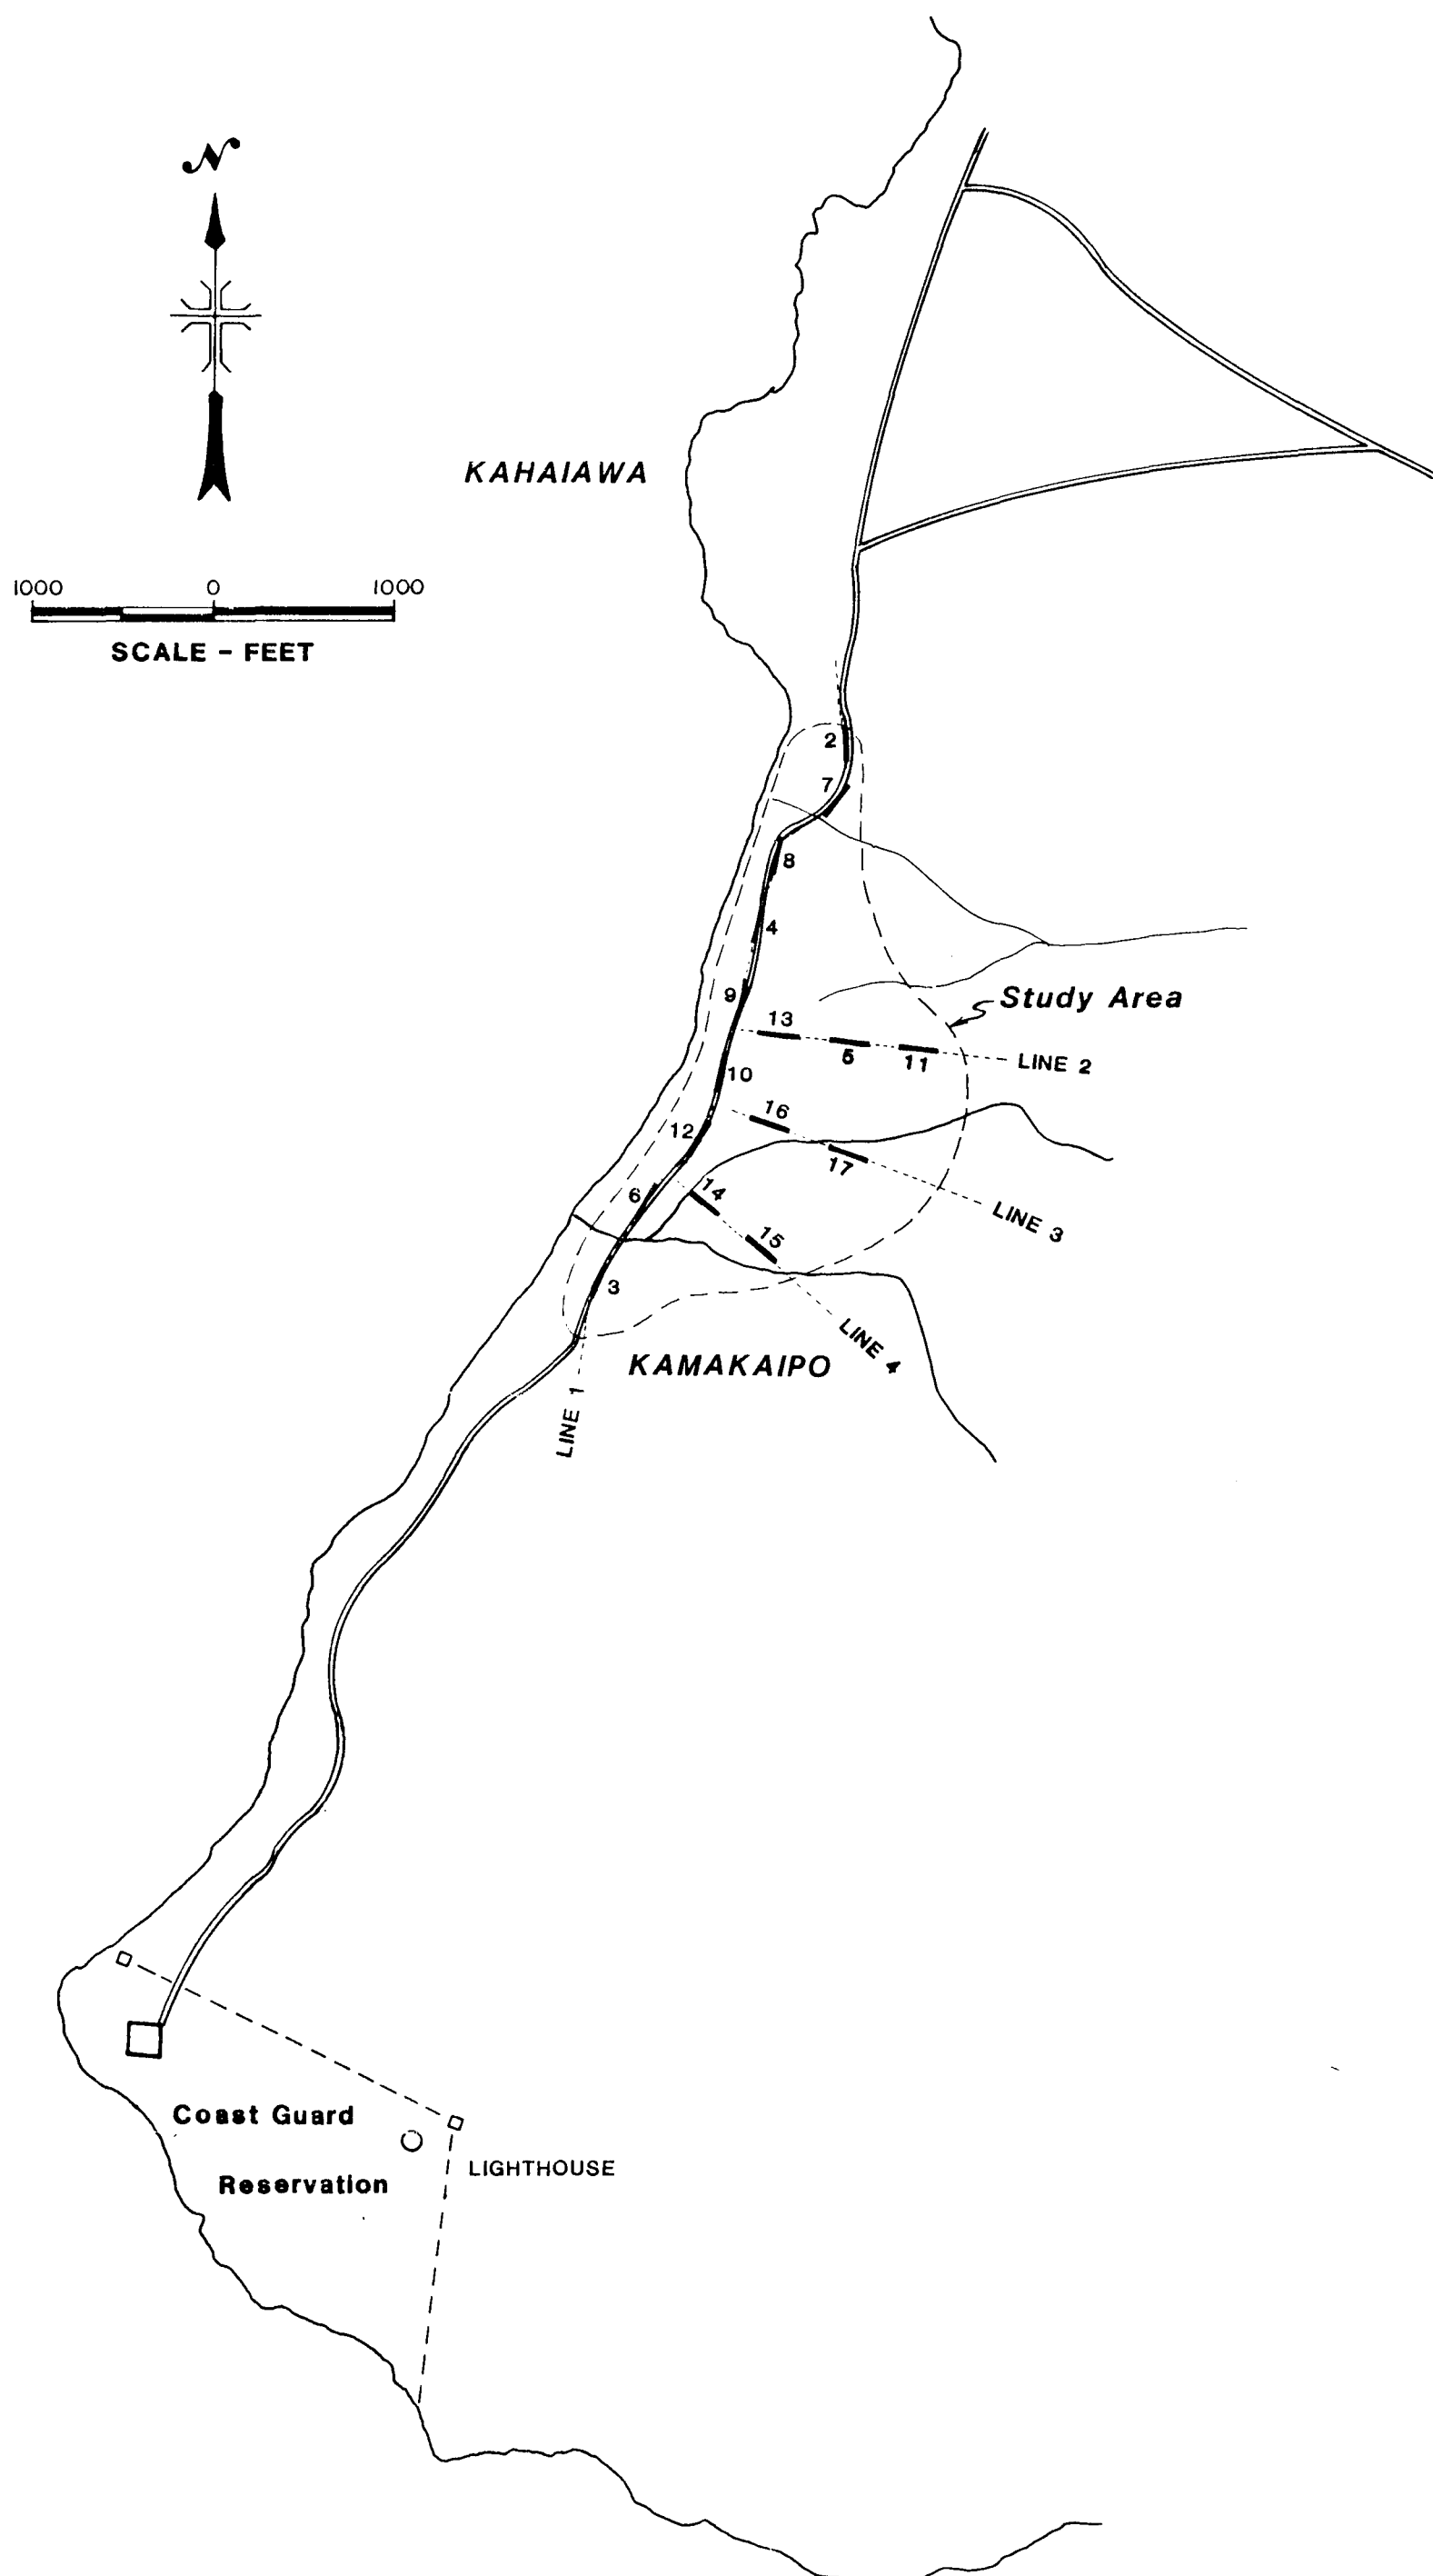 N
KAHAIAWA
1000 0 1000
SCALE - FEET
2
7
8
4
9
Study Area
13
5
11
LINE 2
10
16
12
17
6
14
LINE 3
15
3
LINE 4
KAMAKAIPO
LINE 1
Coast Guard
Reservation
LIGHTHOUSE